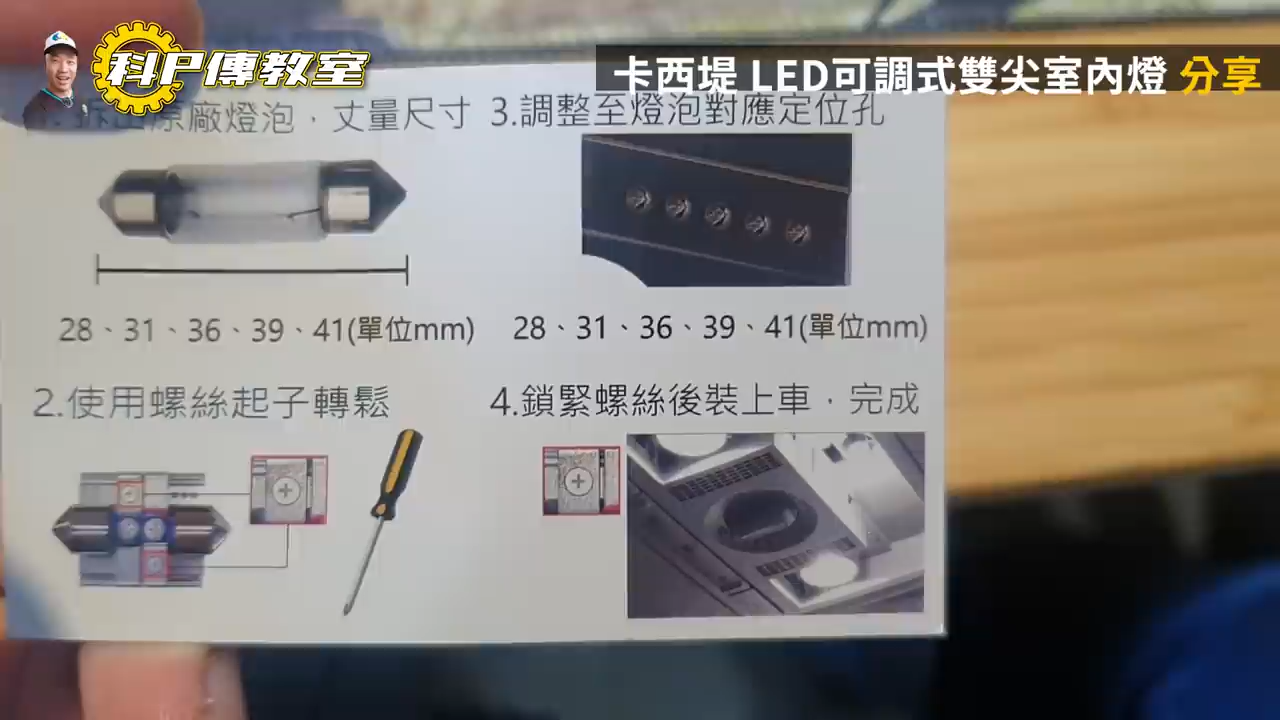 科P傳教室
卡西堤 LED可調式雙尖室內燈 分享
原廠燈泡，丈量尺寸
28、31、36、39、41(單位mm)
2.使用螺絲起子轉鬆
3.調整至燈泡對應定位孔
28、31、36、39、41(單位mm)
4.鎖緊螺絲後裝上車，完成